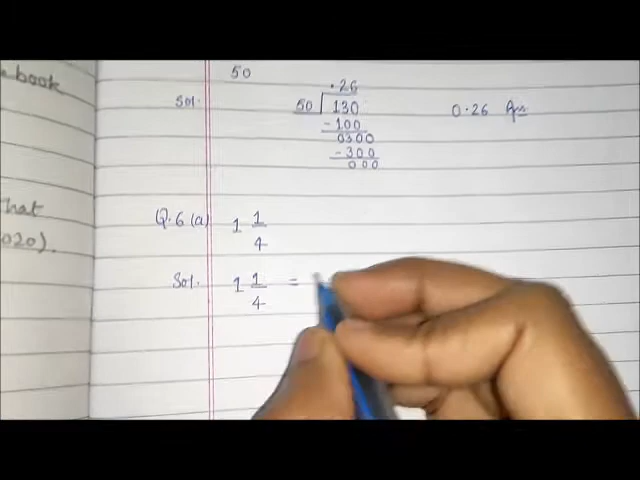 book
hat
020).
50
Sol. .26
50 130 0.26 Ans
- 100
0300
- 300
000
Q.6 (a) 1 1/4
Sol. 1 1/4 =